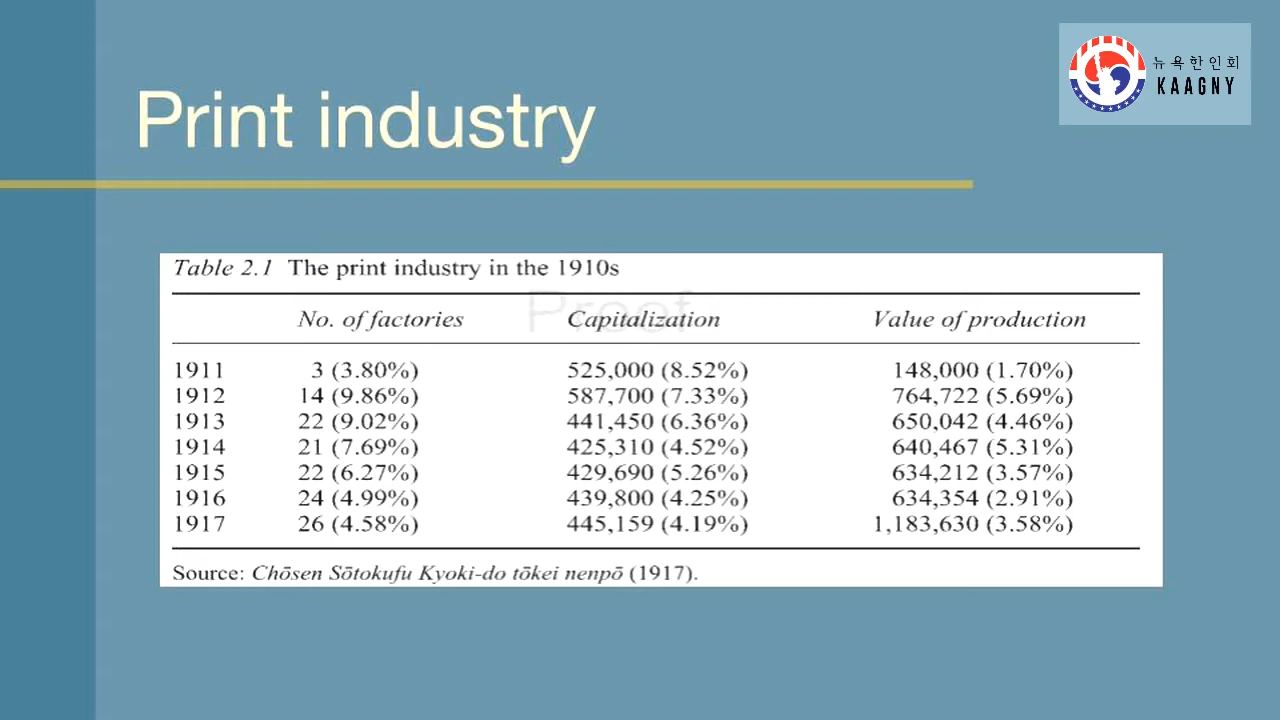 뉴욕한인회
KAAGNY
Print industry
Table 2.1 The print industry in the 1910s
Proof
No. of factories Capitalization Value of production
1911 3 (3.80%) 525,000 (8.52%) 148,000 (1.70%)
1912 14 (9.86%) 587,700 (7.33%) 764,722 (5.69%)
1913 22 (9.02%) 441,450 (6.36%) 650,042 (4.46%)
1914 21 (7.69%) 425,310 (4.52%) 640,467 (5.31%)
1915 22 (6.27%) 429,690 (5.26%) 634,212 (3.57%)
1916 24 (4.99%) 439,800 (4.25%) 634,354 (2.91%)
1917 26 (4.58%) 445,159 (4.19%) 1,183,630 (3.58%)
Source: Chōsen Sōtokufu Kyoki-do tōkei nenpō (1917).